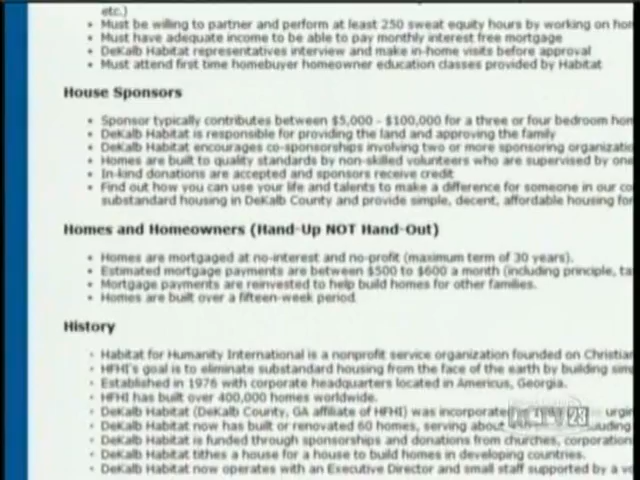 etc.)
Must be willing to partner and perform at least 250 sweat equity hours by working on
Must have adequate income to be able to pay monthly interest free mortgage
DeKalb Habitat representatives interview and make in-home visits before approval
Must attend first time homebuyer homeowner education classes provided by Habitat
House Sponsors
Sponsor typically contributes between $5,000 - $100,000 for a three or four bedroom
DeKalb Habitat is responsible for providing the land and approving the family
DeKalb Habitat encourages co-sponsorships involving two or more sponsoring
Homes are built to quality standards by non-skilled volunteers who are supervised by one
In-kind donations are accepted and sponsors receive credit
Find out how you can use your life and talents to make a difference for someone in our
substandard housing in DeKalb County and provide simple, decent, affordable housing for
Homes and Homeowners (Hand-Up NOT Hand-Out)
Homes are mortgaged at no-interest and no-profit (maximum term of 30 years).
Estimated mortgage payments are between $500 to $600 a month (including principle,
Mortgage payments are reinvested to help build homes for other families.
Homes are built over a fifteen-week period
History
Habitat for Humanity International is a nonprofit service organization founded on
HFHI's goal is to eliminate substandard housing from the face of the earth by building
Established in 1976 with corporate headquarters located in Americus, Georgia.
HFHI has built over 400,000 homes worldwide.
DeKalb Habitat (DeKalb County, GA affiliate of HFHI) was
DeKalb Habitat now has built or renovated 60 homes, serving
DeKalb Habitat is funded through sponsorships and donations from churches,
DeKalb Habitat tithes a house for a house to build homes in developing countries.
DeKalb Habitat now operates with an Executive Director and small staff supported by a
23